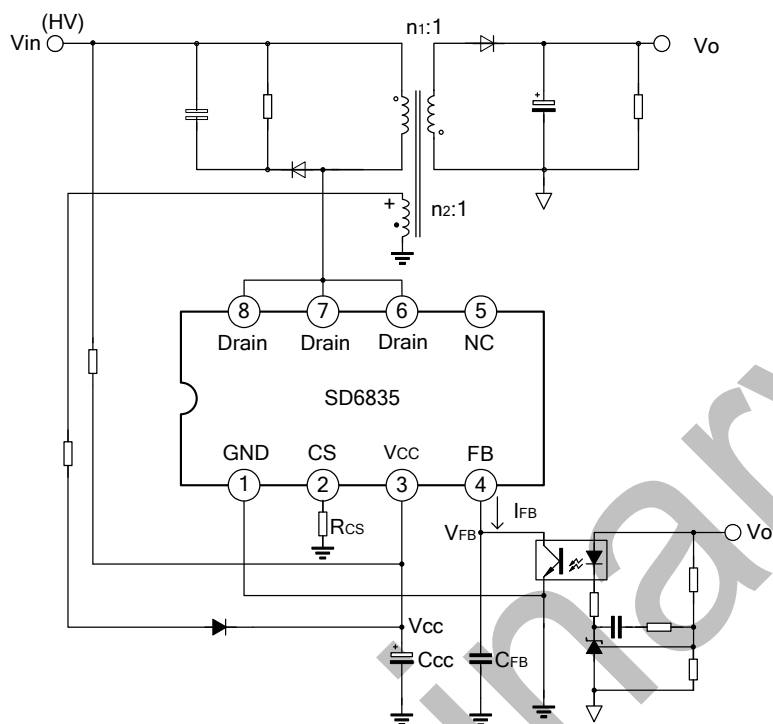 (HV)
Vin
n1:1
Vo
n2:1
+
+
8
7
6
5
Drain
Drain
Drain
NC
SD6835
GND
CS
VCC
FB
1
2
3
4
RCS
IFB
VFB
Vo
Vcc
+
Ccc
CFB